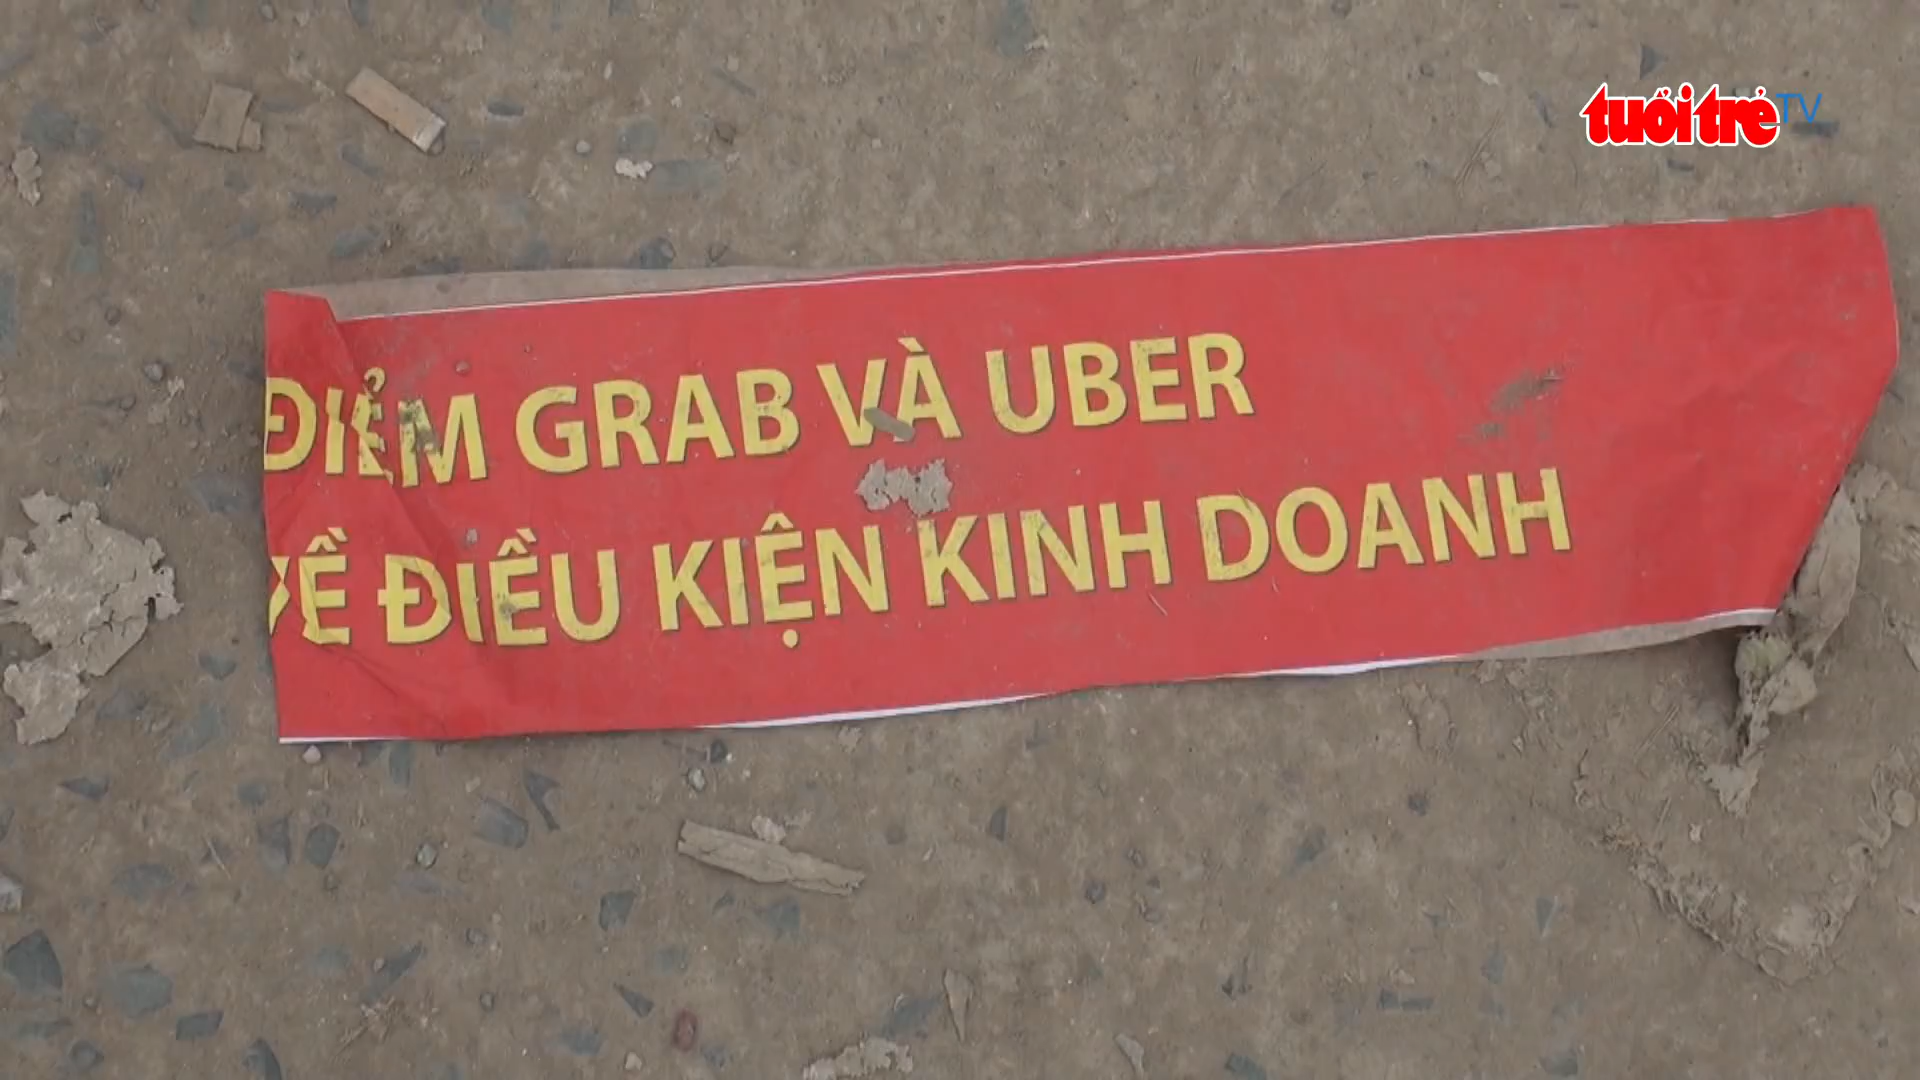 tuổi trẻ TV
ĐIỂM GRAB VÀ UBER
VỀ ĐIỀU KIỆN KINH DOANH